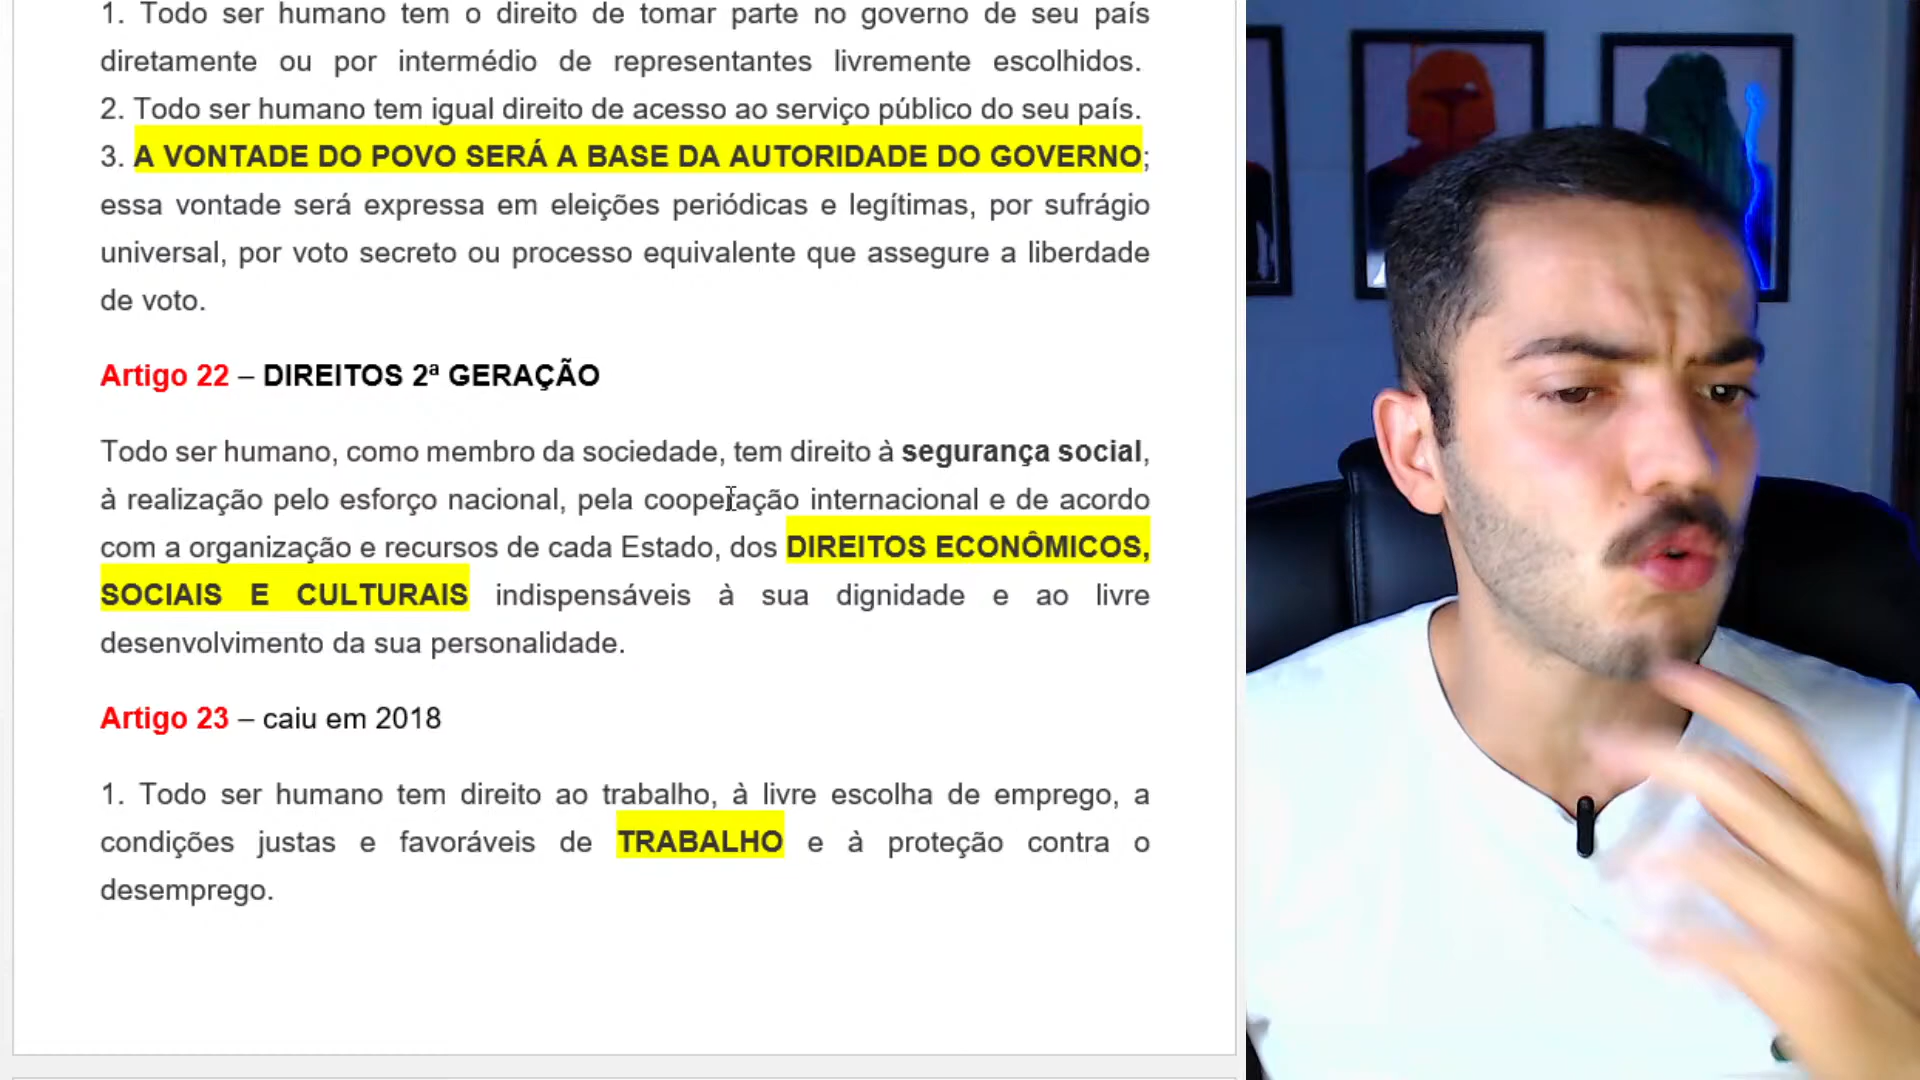 1. Todo ser humano tem o direito de tomar parte no governo de seu país
diretamente ou por intermédio de representantes livremente escolhidos.
2. Todo ser humano tem igual direito de acesso ao serviço público do seu país.
3. A VONTADE DO POVO SERÁ A BASE DA AUTORIDADE DO GOVERNO;
essa vontade será expressa em eleições periódicas e legítimas, por sufrágio
universal, por voto secreto ou processo equivalente que assegure a liberdade
de voto.
Artigo 22 – DIREITOS 2ª GERAÇÃO
Todo ser humano, como membro da sociedade, tem direito à segurança social,
à realização pelo esforço nacional, pela cooperação internacional e de acordo
com a organização e recursos de cada Estado, dos DIREITOS ECONÔMICOS,
SOCIAIS E CULTURAIS indispensáveis à sua dignidade e ao livre
desenvolvimento da sua personalidade.
Artigo 23 – caiu em 2018
1. Todo ser humano tem direito ao trabalho, à livre escolha de emprego, a
condições justas e favoráveis de TRABALHO e à proteção contra o
desemprego.